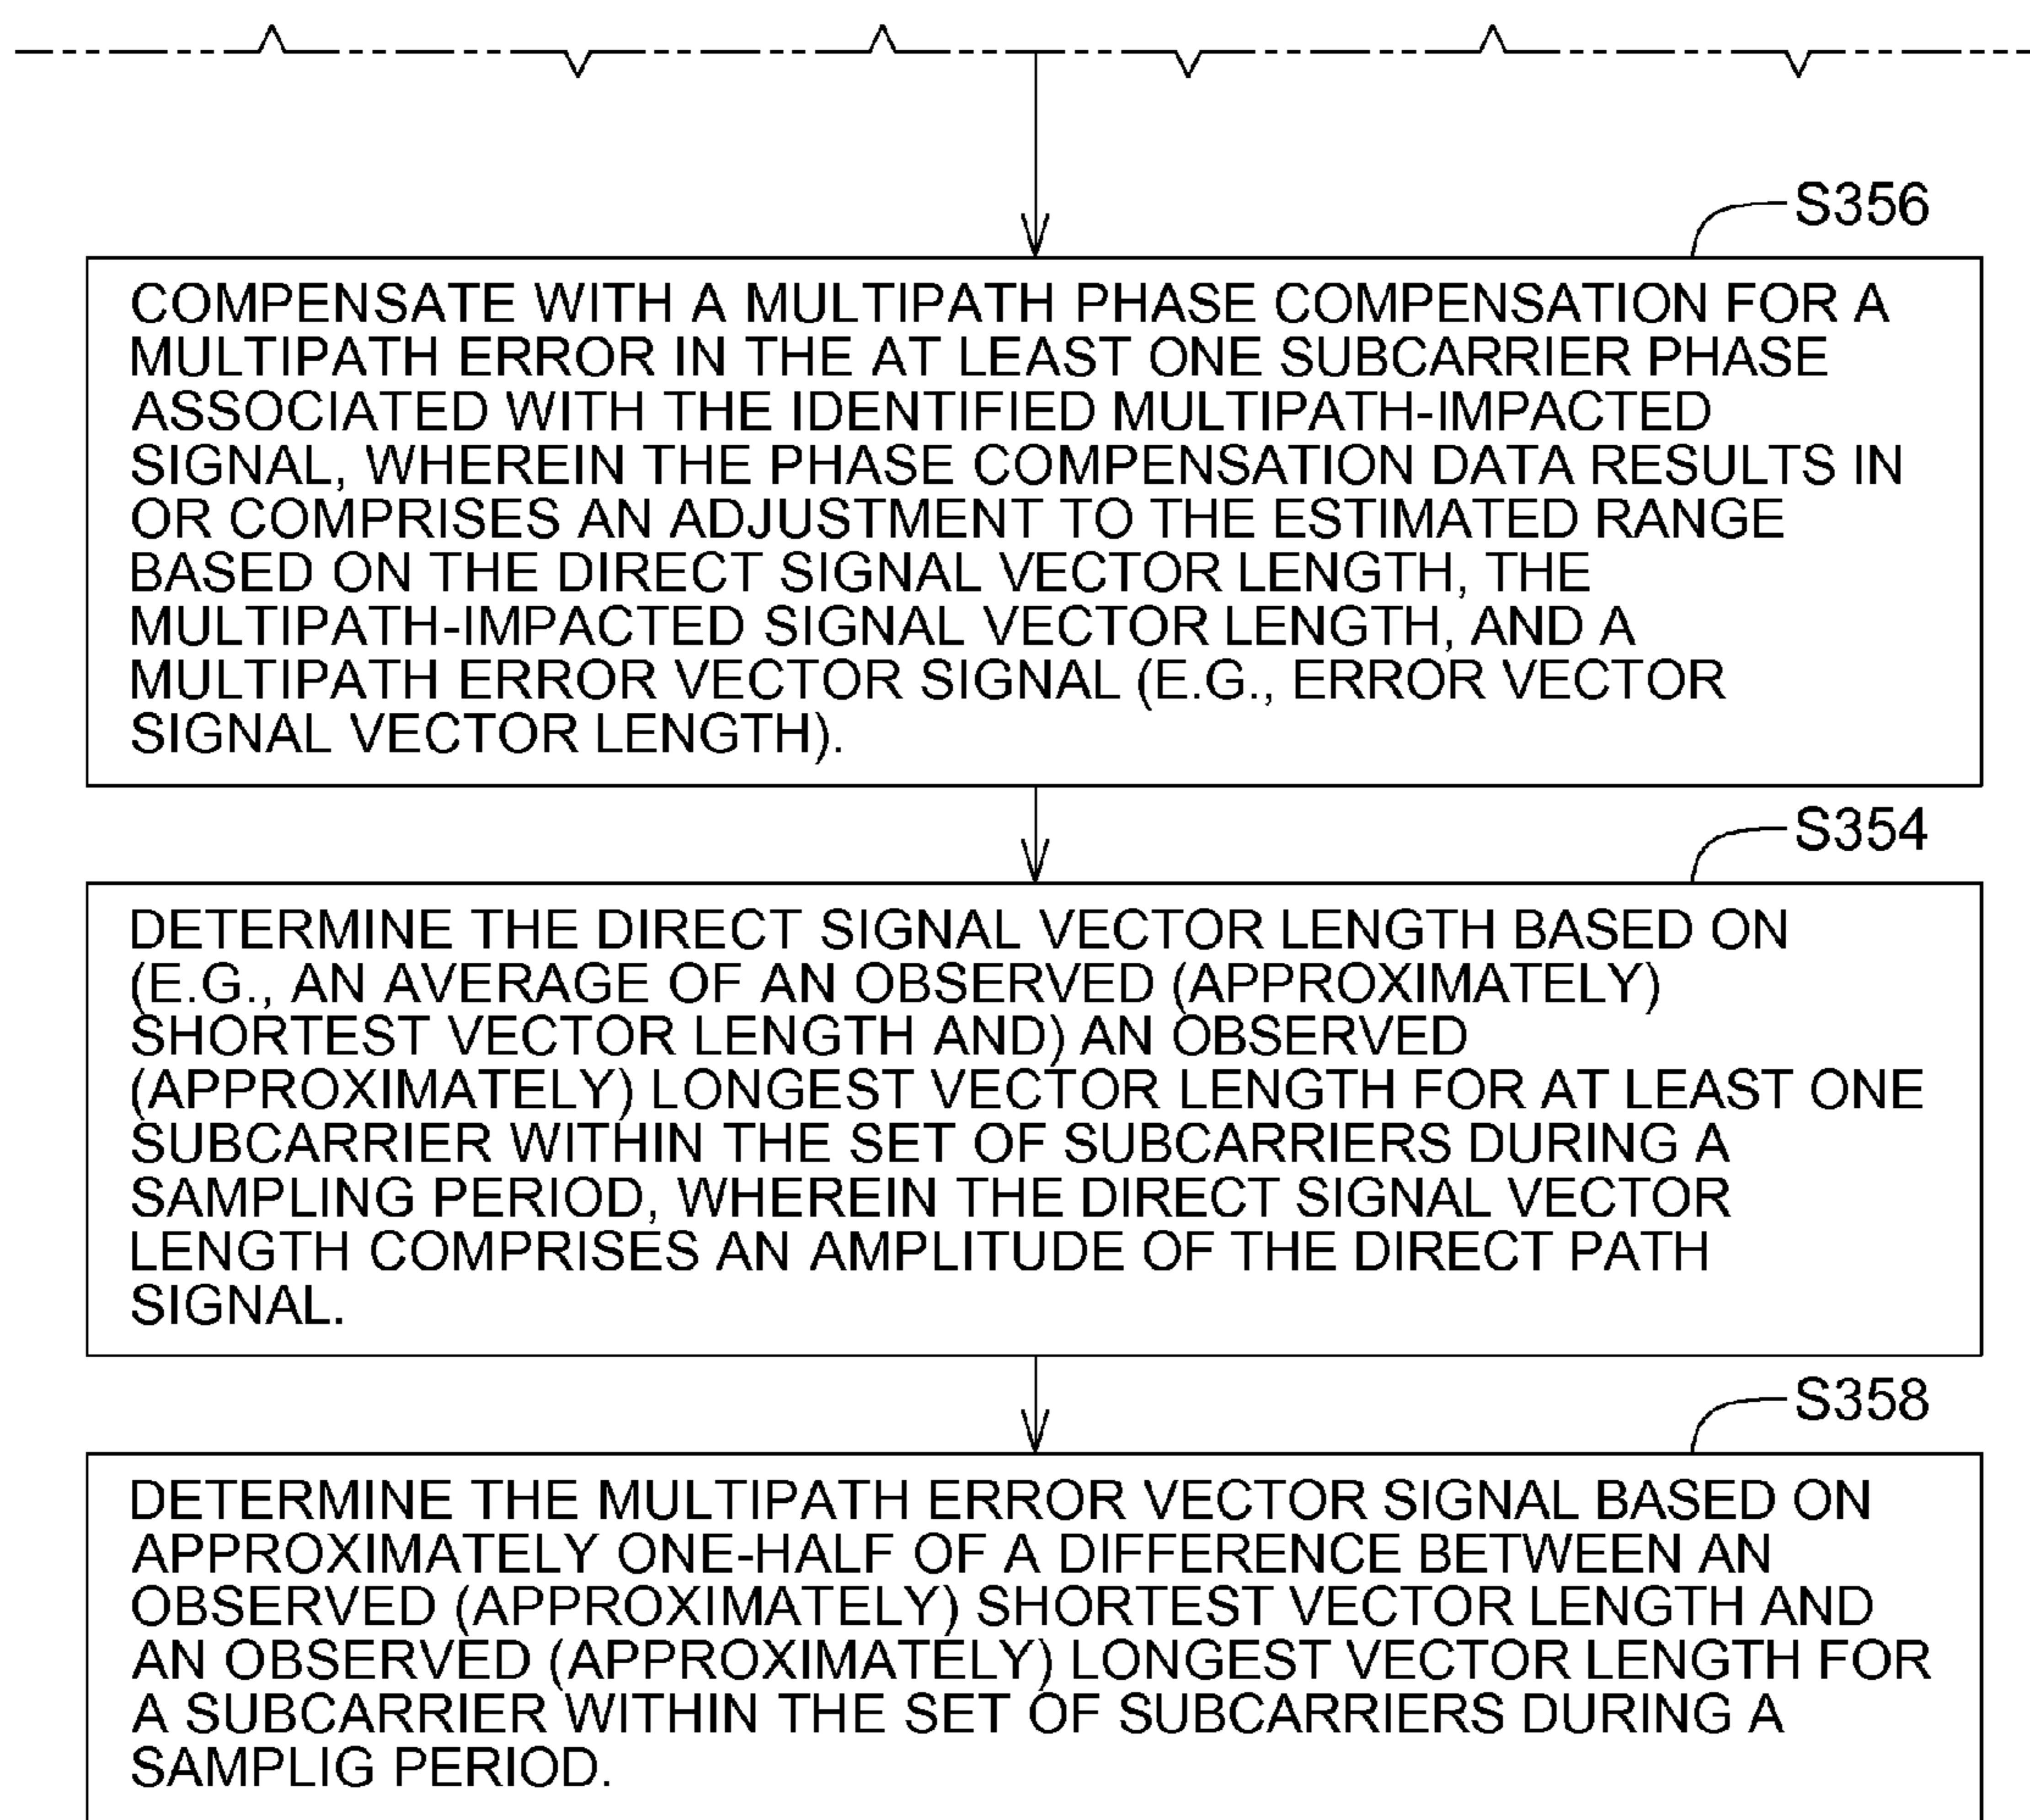 S356
COMPENSATE WITH A MULTIPATH PHASE COMPENSATION FOR A
MULTIPATH ERROR IN THE AT LEAST ONE SUBCARRIER PHASE
ASSOCIATED WITH THE IDENTIFIED MULTIPATH-IMPACTED
SIGNAL, WHEREIN THE PHASE COMPENSATION DATA RESULTS IN
OR COMPRISES AN ADJUSTMENT TO THE ESTIMATED RANGE
BASED ON THE DIRECT SIGNAL VECTOR LENGTH, THE
MULTIPATH-IMPACTED SIGNAL VECTOR LENGTH, AND A
MULTIPATH ERROR VECTOR SIGNAL (E.G., ERROR VECTOR
SIGNAL VECTOR LENGTH).
S354
DETERMINE THE DIRECT SIGNAL VECTOR LENGTH BASED ON
(E.G., AN AVERAGE OF AN OBSERVED (APPROXIMATELY)
SHORTEST VECTOR LENGTH AND) AN OBSERVED
(APPROXIMATELY) LONGEST VECTOR LENGTH FOR AT LEAST ONE
SUBCARRIER WITHIN THE SET OF SUBCARRIERS DURING A
SAMPLING PERIOD, WHEREIN THE DIRECT SIGNAL VECTOR
LENGTH COMPRISES AN AMPLITUDE OF THE DIRECT PATH
SIGNAL.
S358
DETERMINE THE MULTIPATH ERROR VECTOR SIGNAL BASED ON
APPROXIMATELY ONE-HALF OF A DIFFERENCE BETWEEN AN
OBSERVED (APPROXIMATELY) SHORTEST VECTOR LENGTH AND
AN OBSERVED (APPROXIMATELY) LONGEST VECTOR LENGTH FOR
A SUBCARRIER WITHIN THE SET OF SUBCARRIERS DURING A
SAMPLIG PERIOD.